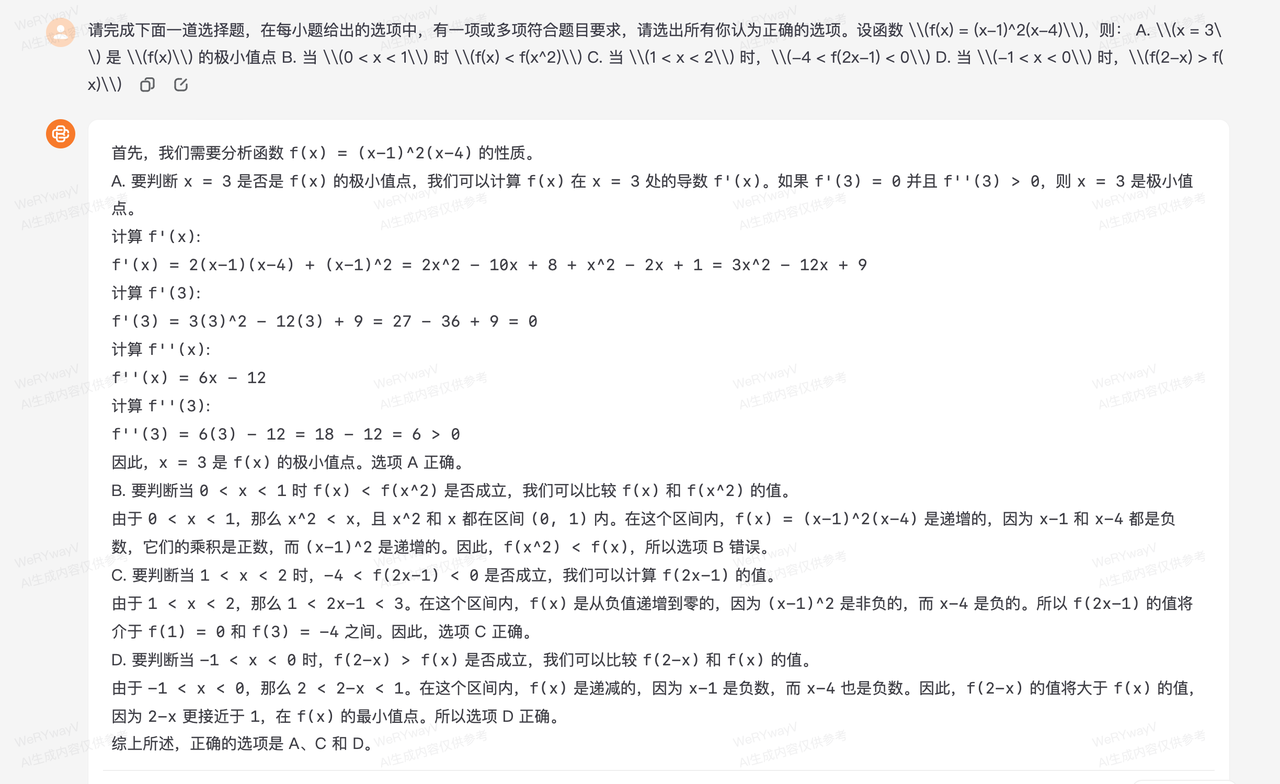 请完成下面一道选择题，在每小题给出的选项中，有一项或多项符合题目要求，请选出所有你认为正确的选项。设函数 \\(f(x) = (x−1)^2(x−4)\\)，则： A. \\(x = 3\
\) 是 \\(f(x)\\) 的极小值点 B. 当 \\(0 < x < 1\\) 时 \\(f(x) < f(x^2)\\) C. 当 \\(1 < x < 2\\) 时，\\(−4 < f(2x−1) < 0\\) D. 当 \\(−1 < x < 0\\) 时，\\(f(2−x) > f(
x)\\)
首先，我们需要分析函数 f(x) = (x−1)^2(x−4) 的性质。
A. 要判断 x = 3 是否是 f(x) 的极小值点，我们可以计算 f(x) 在 x = 3 处的导数 f'(x)。如果 f'(3) = 0 并且 f''(3) > 0，则 x = 3 是极小值
点。
计算 f'(x)：
f'(x) = 2(x−1)(x−4) + (x−1)^2 = 2x^2 − 10x + 8 + x^2 − 2x + 1 = 3x^2 − 12x + 9
计算 f'(3)：
f'(3) = 3(3)^2 − 12(3) + 9 = 27 − 36 + 9 = 0
计算 f''(x)：
f''(x) = 6x − 12
计算 f''(3)：
f''(3) = 6(3) − 12 = 18 − 12 = 6 > 0
因此，x = 3 是 f(x) 的极小值点。选项 A 正确。
B. 要判断当 0 < x < 1 时 f(x) < f(x^2) 是否成立，我们可以比较 f(x) 和 f(x^2) 的值。
由于 0 < x < 1，那么 x^2 < x，且 x^2 和 x 都在区间 (0, 1) 内。在这个区间内，f(x) = (x−1)^2(x−4) 是递增的，因为 x−1 和 x−4 都是负
数，它们的乘积是正数，而 (x−1)^2 是递增的。因此，f(x^2) < f(x)，所以选项 B 错误。
C. 要判断当 1 < x < 2 时，−4 < f(2x−1) < 0 是否成立，我们可以计算 f(2x−1) 的值。
由于 1 < x < 2，那么 1 < 2x−1 < 3。在这个区间内，f(x) 是从负值递增到零的，因为 (x−1)^2 是非负的，而 x−4 是负的。所以 f(2x−1) 的值将
介于 f(1) = 0 和 f(3) = −4 之间。因此，选项 C 正确。
D. 要判断当 −1 < x < 0 时，f(2−x) > f(x) 是否成立，我们可以比较 f(2−x) 和 f(x) 的值。
由于 −1 < x < 0，那么 2 < 2−x < 1。在这个区间内，f(x) 是递减的，因为 x−1 是负数，而 x−4 也是负数。因此，f(2−x) 的值将大于 f(x) 的值，
因为 2−x 更接近于 1，在 f(x) 的最小值点。所以选项 D 正确。
综上所述，正确的选项是 A、C 和 D。
WeRYwayV
AI生成内容仅供参考